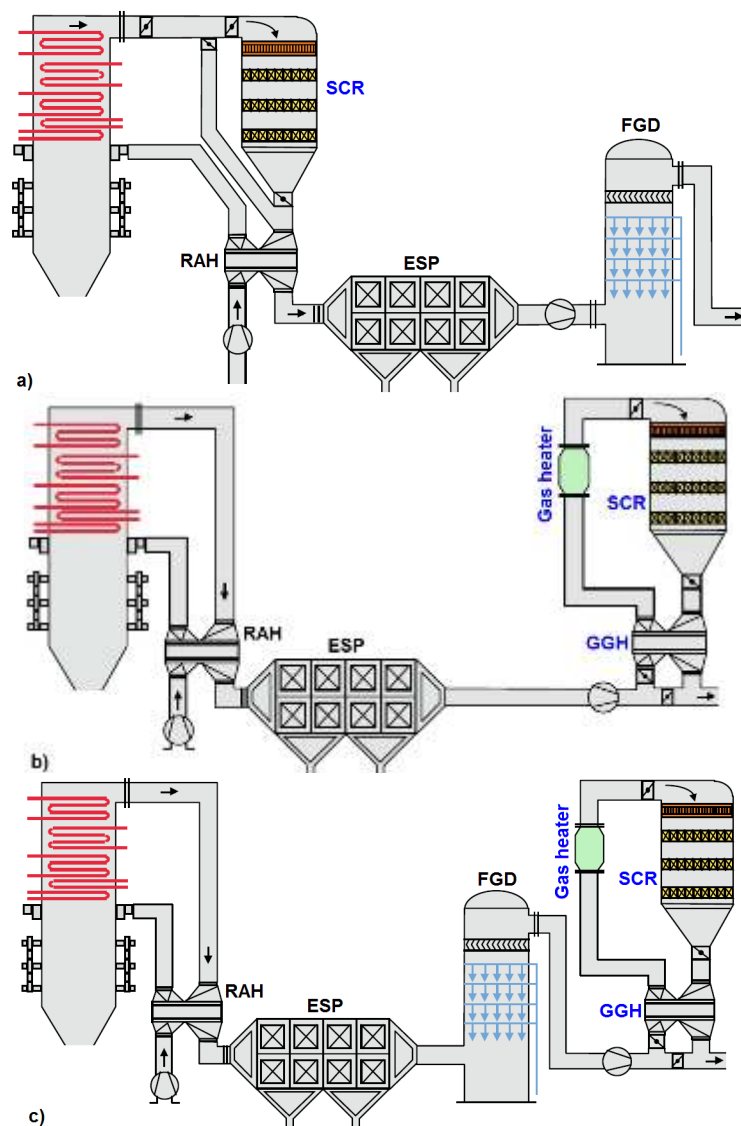 SCR
FGD
RAH
ESP
a)
Gas heater
SCR
RAH
ESP
GGH
b)
Gas heater
SCR
FGD
RAH
ESP
GGH
c)